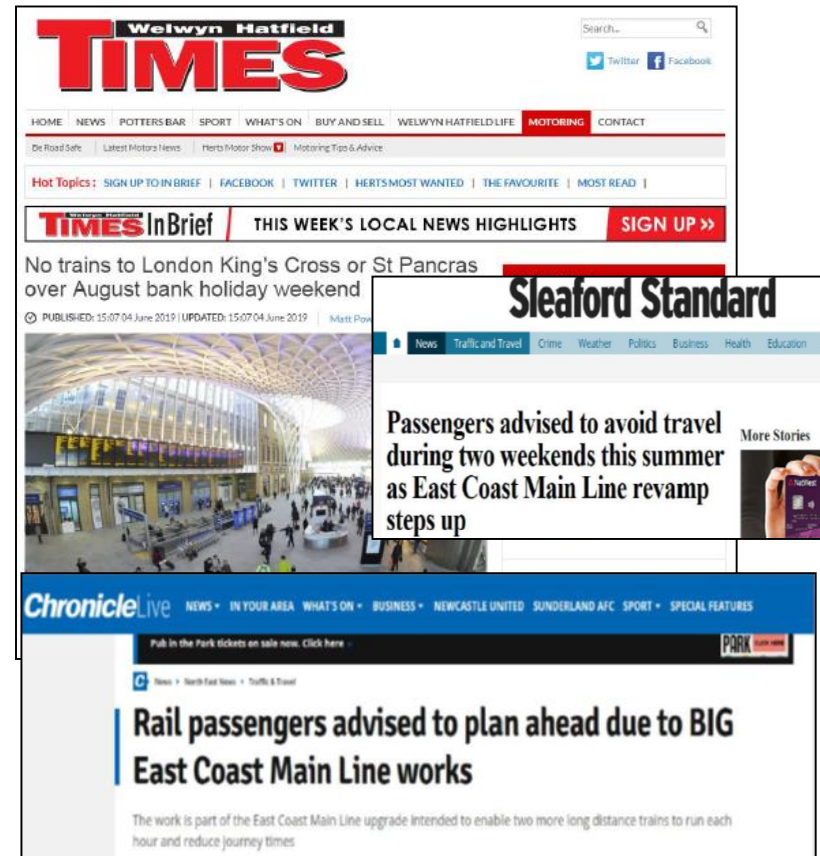 Welwyn Hatfield
TIMES
Search...
Twitter Facebook
HOME NEWS POTTERS BAR SPORT WHAT'S ON BUY AND SELL WELWYN HATFIELD LIFE MOTORING CONTACT
Be Road Safe Latest Motors News Herts Motor Show Motoring Tips & Advice
Hot Topics: SIGN UP TO IN BRIEF | FACEBOOK | TWITTER | HERTS MOST WANTED | THE FAVOURITE | MOST READ |
Welwyn Hatfield
TIMES In Brief THIS WEEK'S LOCAL NEWS HIGHLIGHTS SIGN UP >>
No trains to London King's Cross or St Pancras
over August bank holiday weekend
PUBLISHED: 15:07 04 June 2019 | UPDATED: 15:07 04 June 2019 Matt Pow
Sleaford Standard
News Traffic and Travel Crime Weather Politics Business Health Education
Passengers advised to avoid travel
during two weekends this summer
as East Coast Main Line revamp
steps up
More Stories
NatWest
ChronicleLive NEWS IN YOUR AREA WHAT'S ON BUSINESS NEWCASTLE UNITED SUNDERLAND AFC SPORT SPECIAL FEATURES
Pub in the Park tickets on sale now. Click here
PARK CLICK HERE
C News North East News Traffic & Travel
Rail passengers advised to plan ahead due to BIG
East Coast Main Line works
The work is part of the East Coast Main Line upgrade intended to enable two more long distance trains to run each
hour and reduce journey times